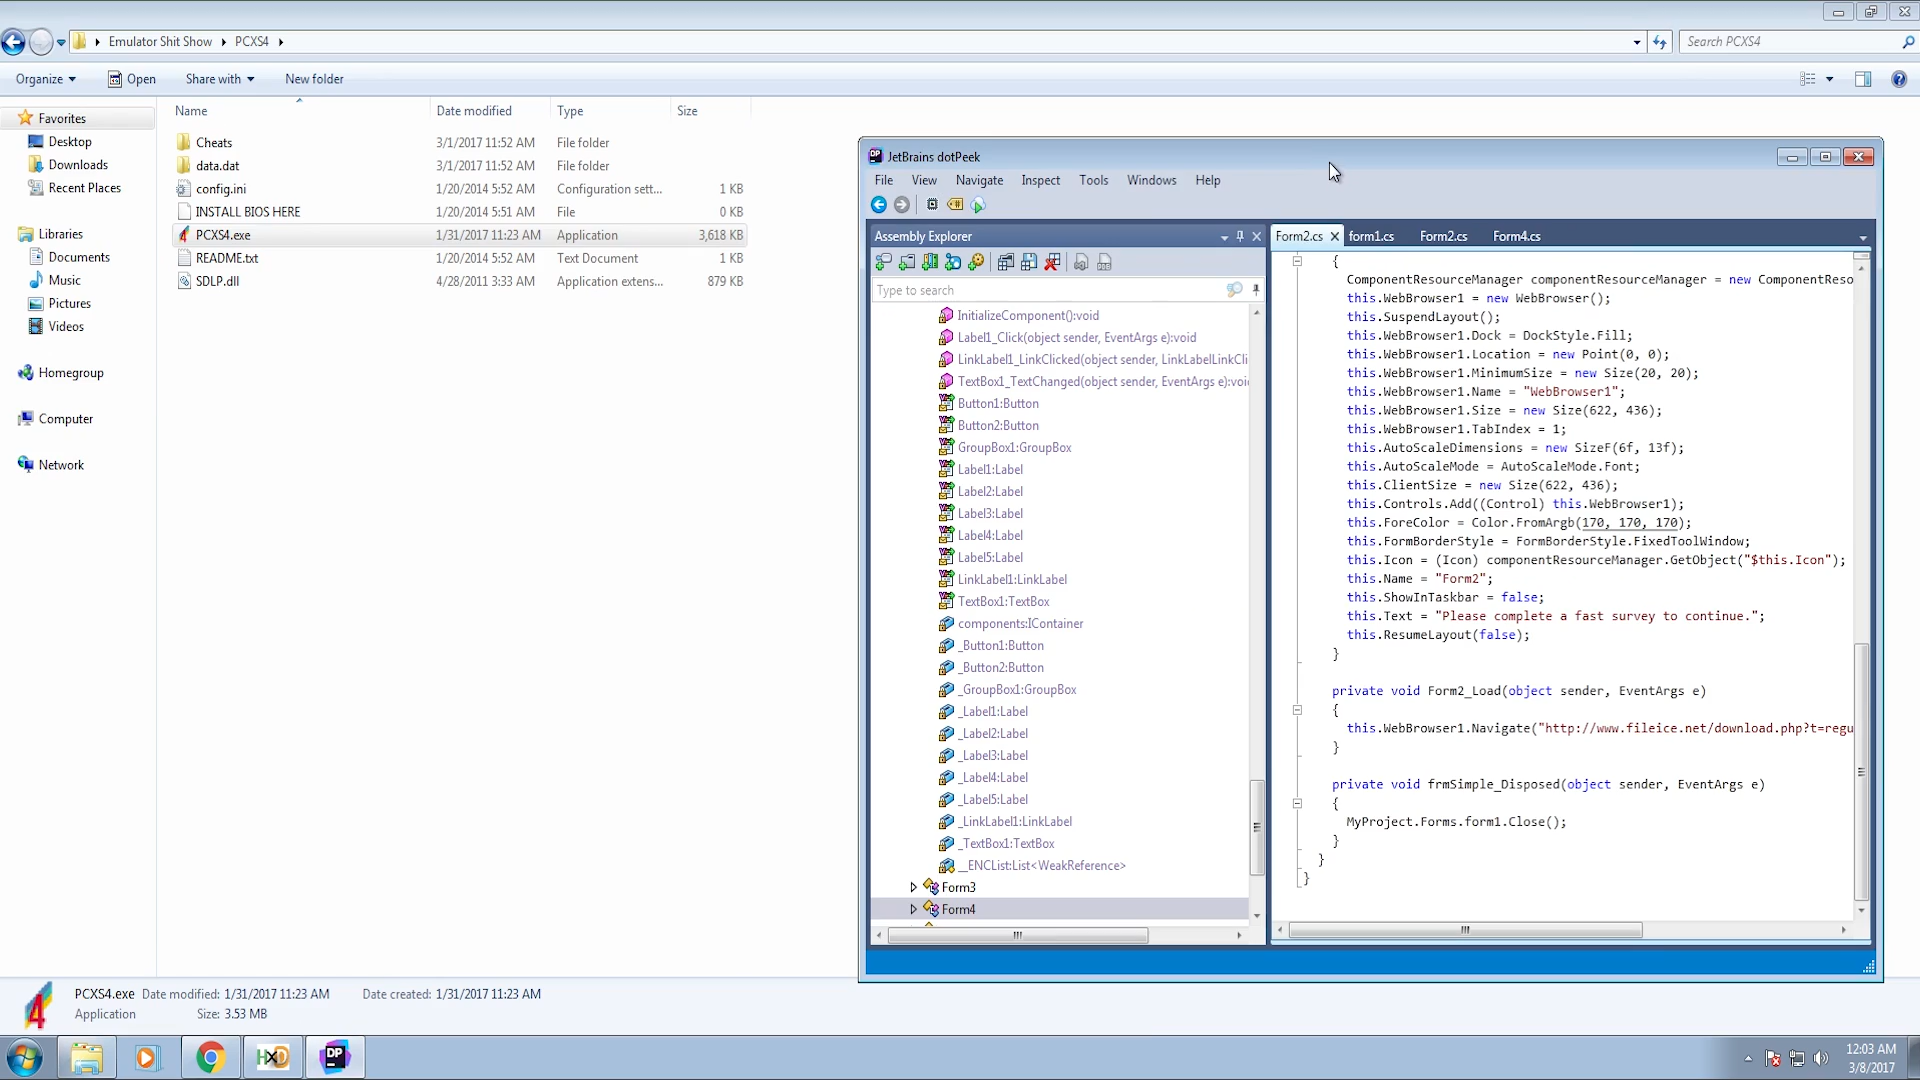 Emulator Shit Show PCXS4
Search PCXS4
Organize Open Share with New folder
Name Date modified Type Size
Favorites
Desktop
Downloads
Recent Places
Libraries
Documents
Music
Pictures
Videos
Homegroup
Computer
Network
Cheats 3/1/2017 11:52 AM File folder
data.dat 3/1/2017 11:52 AM File folder
config.ini 1/20/2014 5:52 AM Configuration sett... 1 KB
INSTALL BIOS HERE 1/20/2014 5:51 AM File 0 KB
PCXS4.exe 1/31/2017 11:23 AM Application 3,618 KB
README.txt 1/20/2014 5:52 AM Text Document 1 KB
SDLP.dll 4/28/2011 3:33 AM Application extens... 879 KB
DP JetBrains dotPeek
File View Navigate Inspect Tools Windows Help
Assembly Explorer
Type to search
InitializeComponent():void
Label1_Click(object sender, EventArgs e):void
LinkLabel1_LinkClicked(object sender, LinkLabelLinkCli
TextBox1_TextChanged(object sender, EventArgs e):voi
Button1:Button
Button2:Button
GroupBox1:GroupBox
Label1:Label
Label2:Label
Label3:Label
Label4:Label
Label5:Label
LinkLabel1:LinkLabel
TextBox1:TextBox
components:IContainer
_Button1:Button
_Button2:Button
_GroupBox1:GroupBox
_Label1:Label
_Label2:Label
_Label3:Label
_Label4:Label
_Label5:Label
_LinkLabel1:LinkLabel
_TextBox1:TextBox
__ENCList:List<WeakReference>
Form3
Form4
Form2.cs form1.cs Form2.cs Form4.cs
{
ComponentResourceManager componentResourceManager = new ComponentReso
this.WebBrowser1 = new WebBrowser();
this.SuspendLayout();
this.WebBrowser1.Dock = DockStyle.Fill;
this.WebBrowser1.Location = new Point(0, 0);
this.WebBrowser1.MinimumSize = new Size(20, 20);
this.WebBrowser1.Name = "WebBrowser1";
this.WebBrowser1.Size = new Size(622, 436);
this.WebBrowser1.TabIndex = 1;
this.AutoScaleDimensions = new SizeF(6f, 13f);
this.AutoScaleMode = AutoScaleMode.Font;
this.ClientSize = new Size(622, 436);
this.Controls.Add((Control) this.WebBrowser1);
this.ForeColor = Color.FromArgb(170, 170, 170);
this.FormBorderStyle = FormBorderStyle.FixedToolWindow;
this.Icon = (Icon) componentResourceManager.GetObject("$this.Icon");
this.Name = "Form2";
this.ShowInTaskbar = false;
this.Text = "Please complete a fast survey to continue.";
this.ResumeLayout(false);
}
private void Form2_Load(object sender, EventArgs e)
{
this.WebBrowser1.Navigate("http://www.fileice.net/download.php?t=regu
}
private void frmSimple_Disposed(object sender, EventArgs e)
{
MyProject.Forms.form1.Close();
}
}
}
PCXS4.exe Date modified: 1/31/2017 11:23 AM Date created: 1/31/2017 11:23 AM
Application Size: 3.53 MB
HXD DP
12:03 AM
3/8/2017